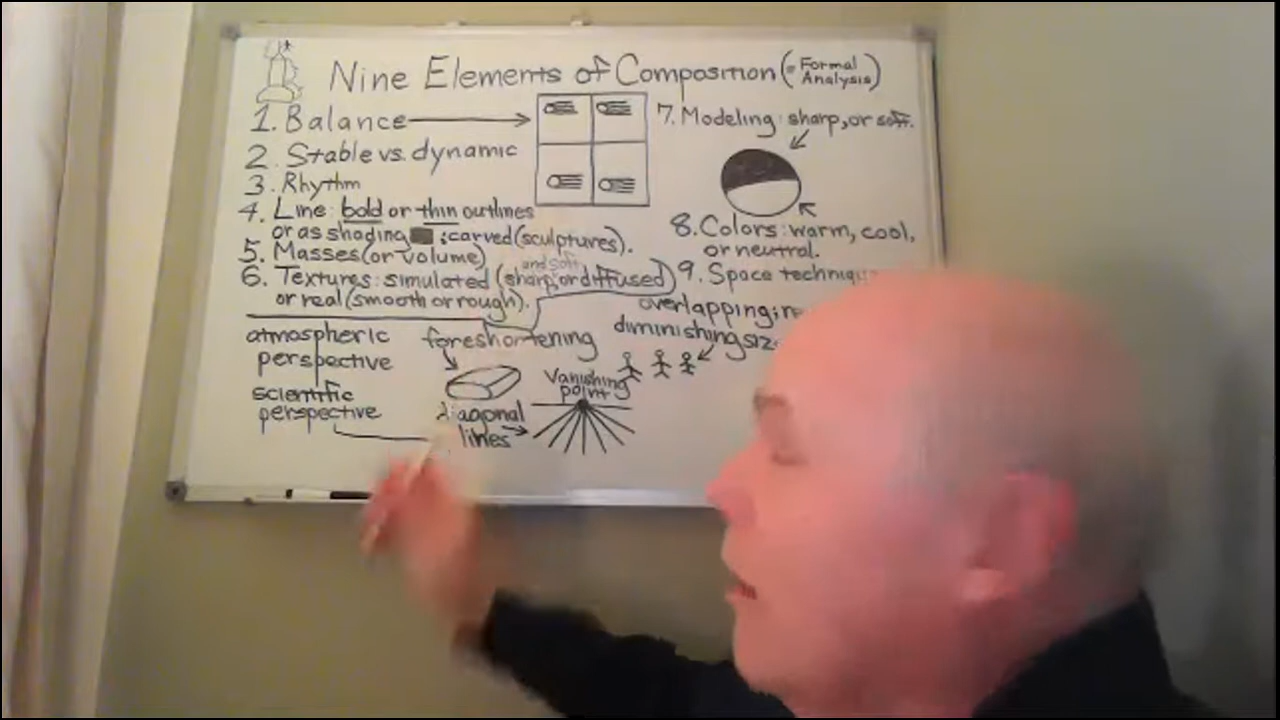 Nine Elements of Composition (= Formal Analysis)
1. Balance
2. Stable vs. dynamic
3. Rhythm
4. Line: bold or thin outlines
or as shading ; carved (sculptures).
5. Masses (or volume)
6. Textures: simulated (sharp, or diffused)
and soft
or real (smooth or rough).
7. Modeling: sharp, or soft.
8. Colors: warm, cool,
or neutral.
9. Space
overlapping;
diminishing
atmospheric
perspective
scientific
perspective
foreshortening
diagonal
lines
Vanishing
point